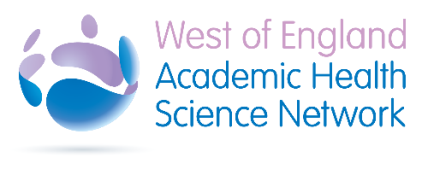 West of England
Academic Health
Science Network